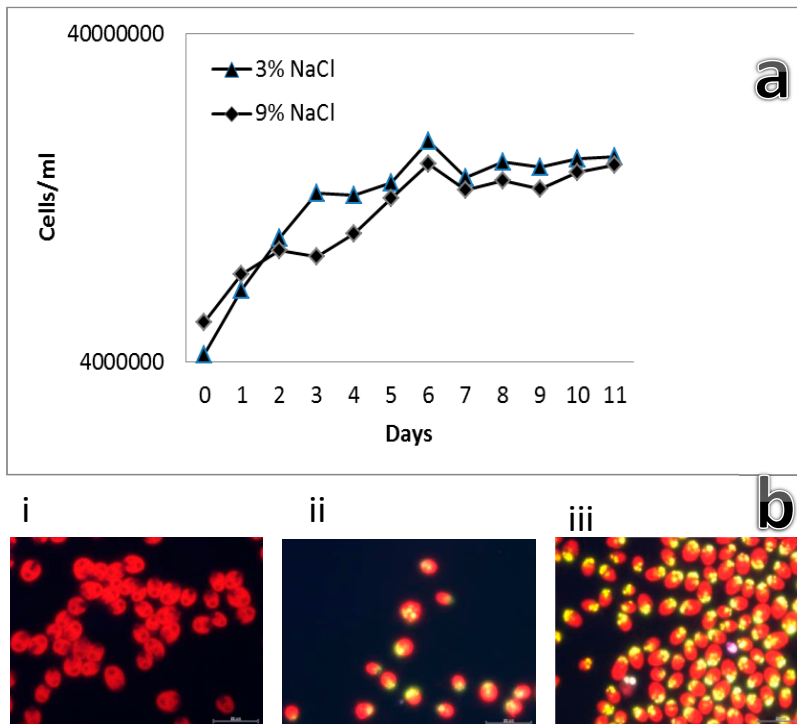 40000000
3% NaCl
9% NaCl
a
Cells/ml
4000000
0 1 2 3 4 5 6 7 8 9 10 11
Days
b
i
ii
iii